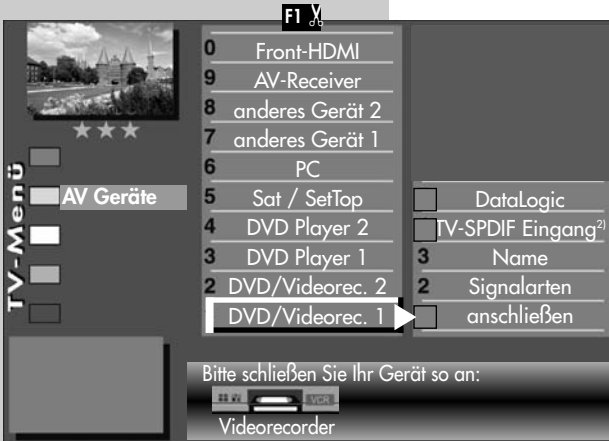 F1
0 Front-HDMI
9 AV-Receiver
8 anderes Gerät 2
7 anderes Gerät 1
6 PC
5 Sat / SetTop
4 DVD Player 2
3 DVD Player 1
2 DVD/Videorec. 2
DVD/Videorec. 1
TV-Menü
AV Geräte
DataLogic
TV-SPDIF Eingang2)
3 Name
2 Signalarten
anschließen
Bitte schließen Sie Ihr Gerät so an:
VCR
Videorecorder